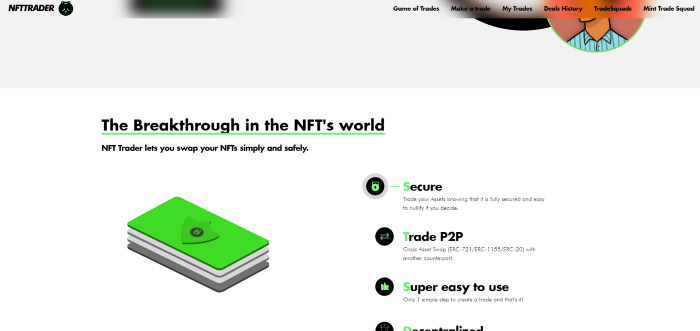 NFTTRADER
Game of Trades Make a trade My Trades Deals History TradeSquads Mint Trade Squad
The Breakthrough in the NFT's world
NFT Trader lets you swap your NFTs simply and safely.
Secure
Trade your Assets knowing that it is fully secured and easy
to nullify if you decide.
Trade P2P
Cross Asset Swap (ERC-721/ERC-1155/ERC-20) with
another counterpart.
Super easy to use
Only 1 simple step to create a trade and that's it!
Decentralized